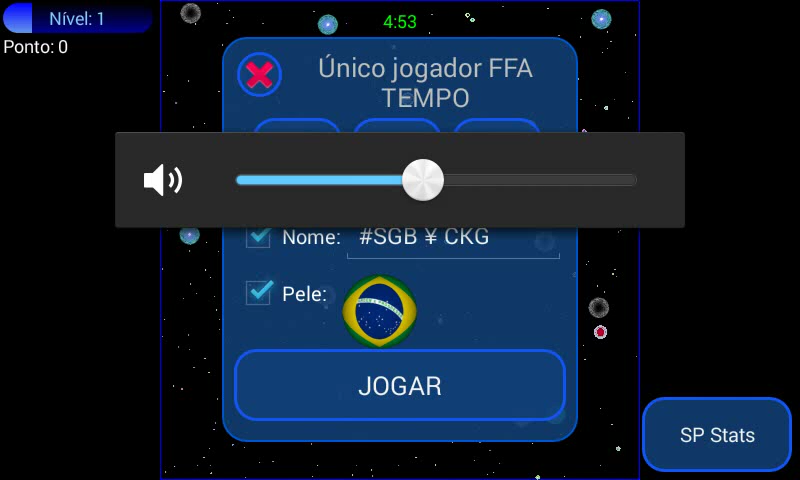 Nível: 1
Ponto: 0
4:53
Único jogador FFA
TEMPO
Nome: #SGB ¥ CKG
Pele:
JOGAR
SP Stats